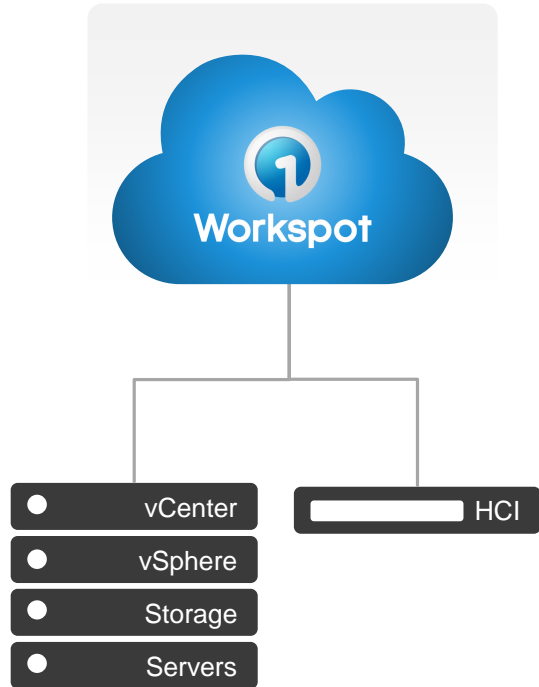 Workspot
vCenter
HCI
vSphere
Storage
Servers